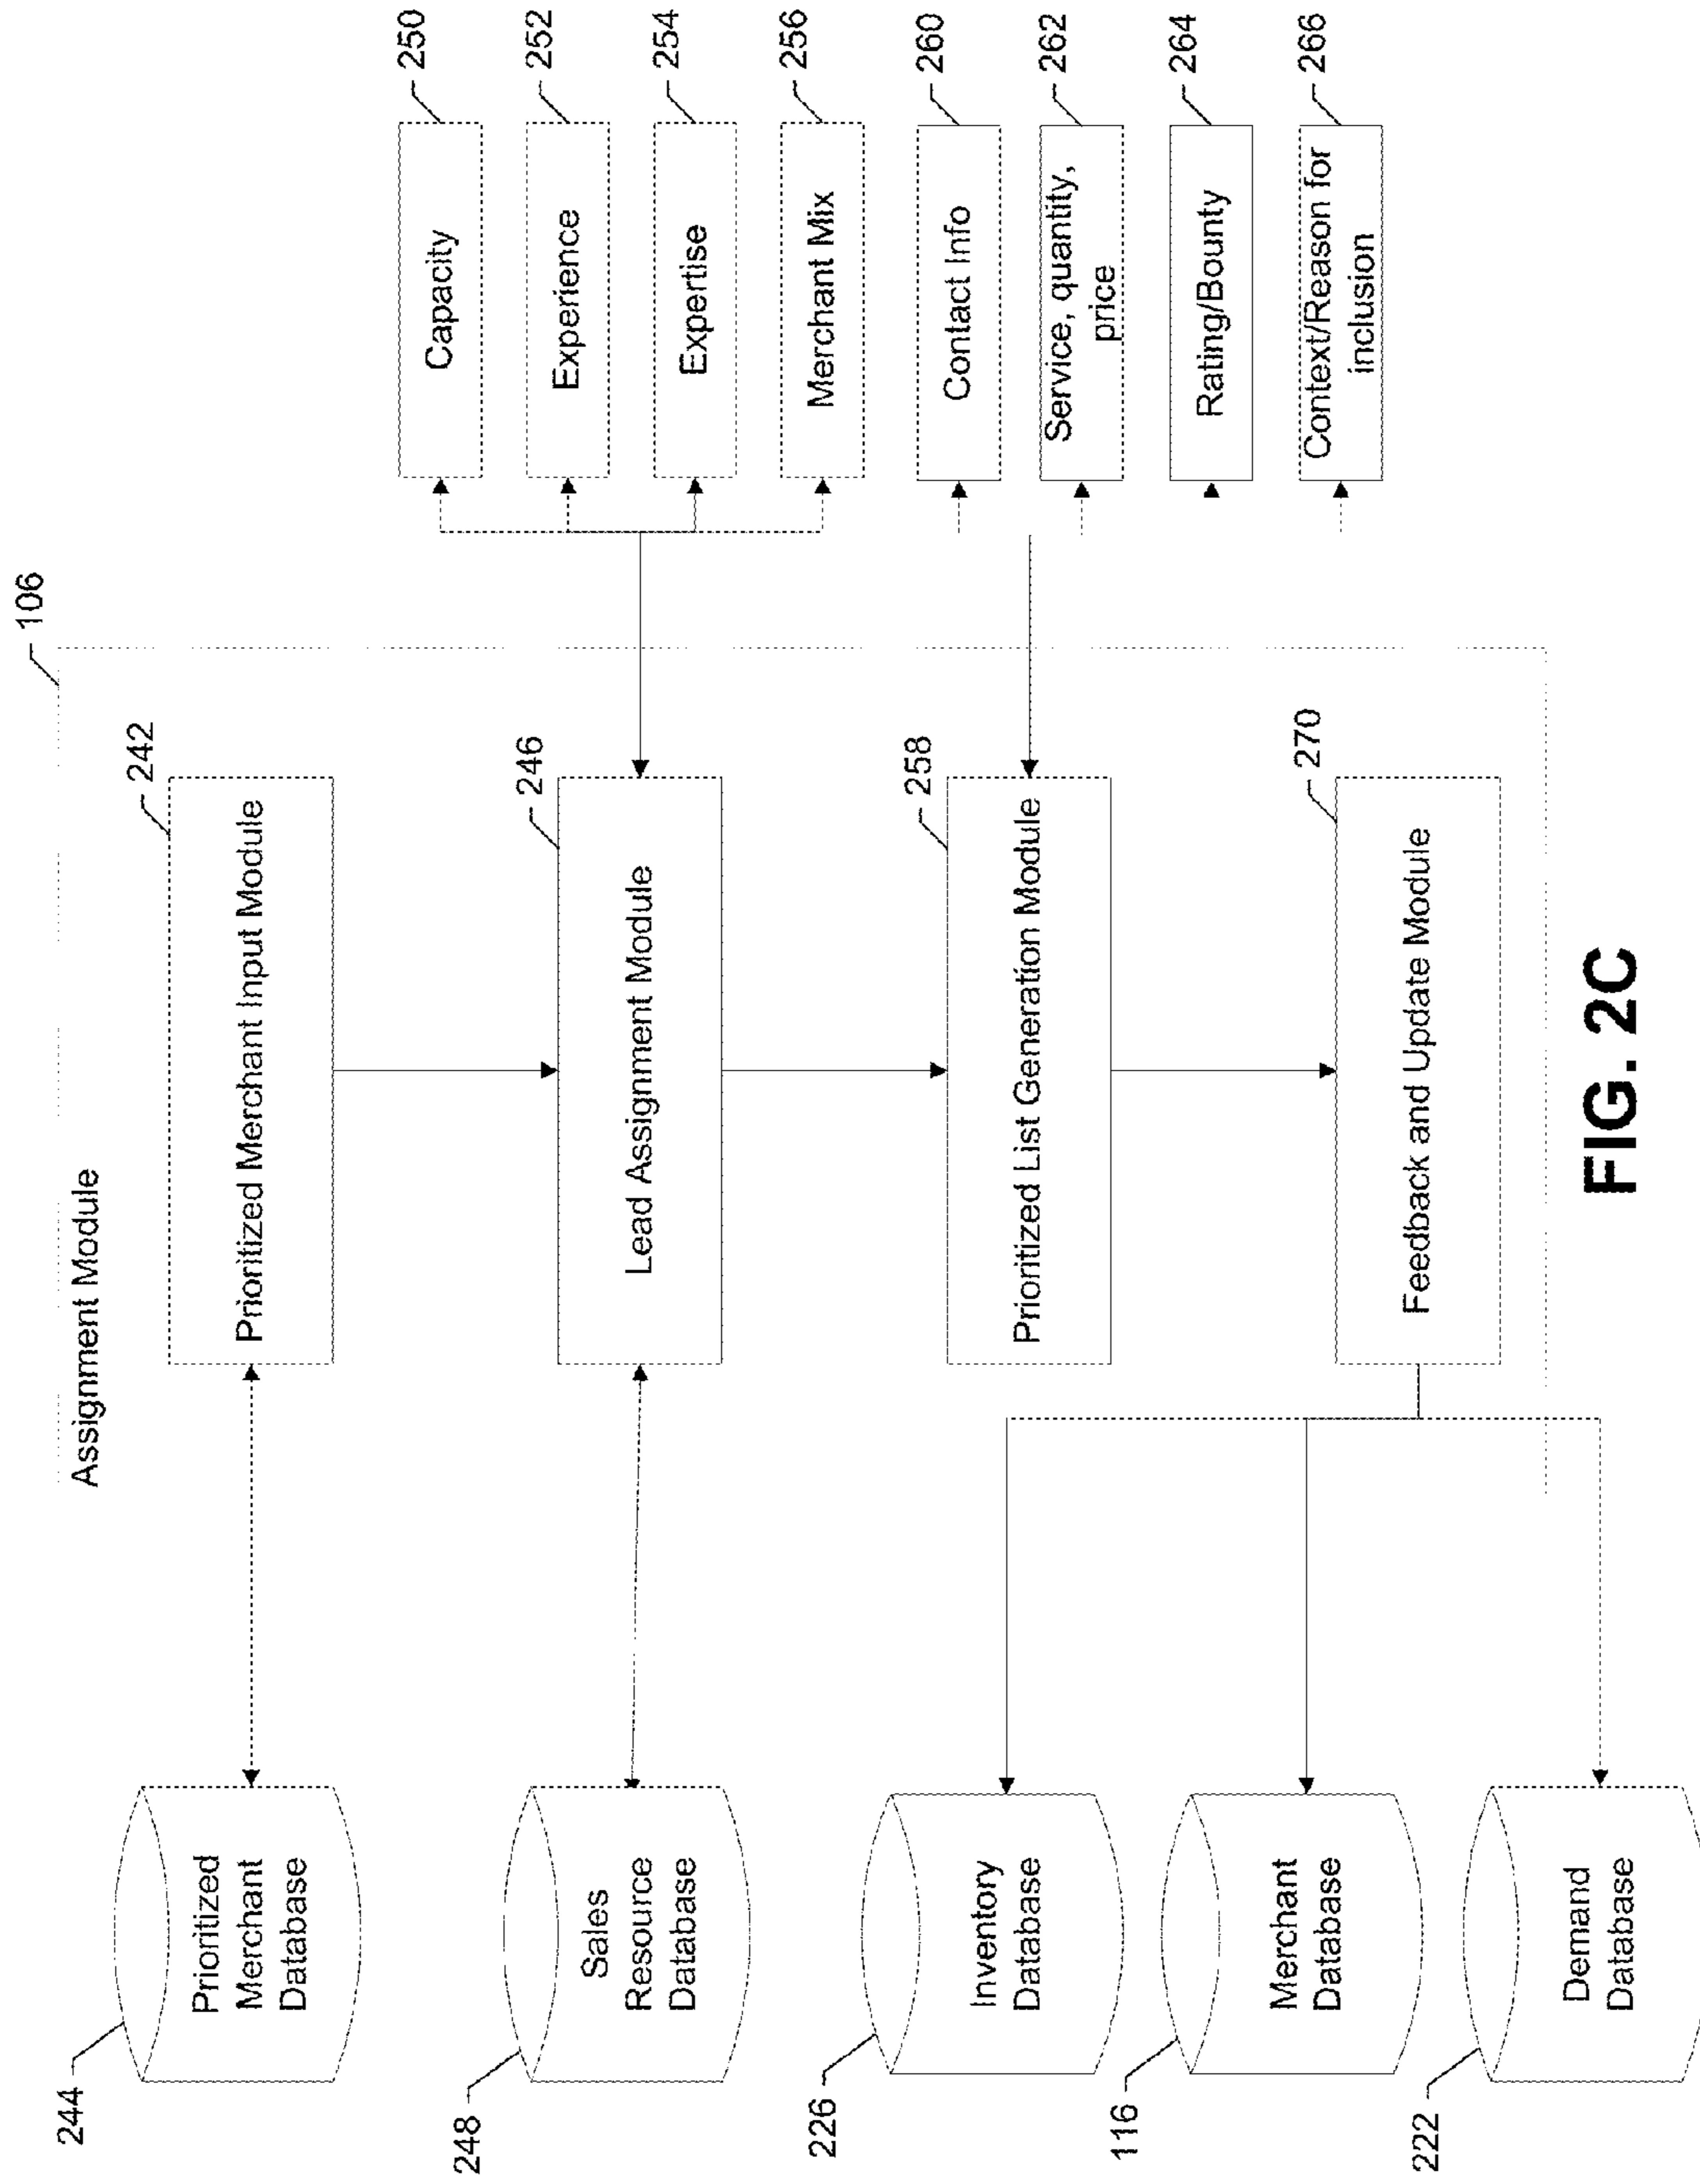 Assignment Module
106
244
Prioritized
Merchant
Database
242
Prioritized Merchant Input Module
248
Sales
Resource
Database
246
Lead Assignment Module
250
Capacity
252
Experience
254
Expertise
256
Merchant Mix
226
Inventory
Database
258
Prioritized List Generation Module
260
Contact Info
262
Service, quantity,
price
264
Rating/Bounty
266
Context/Reason for
inclusion
116
Merchant
Database
270
Feedback and Update Module
222
Demand
Database
FIG. 2C